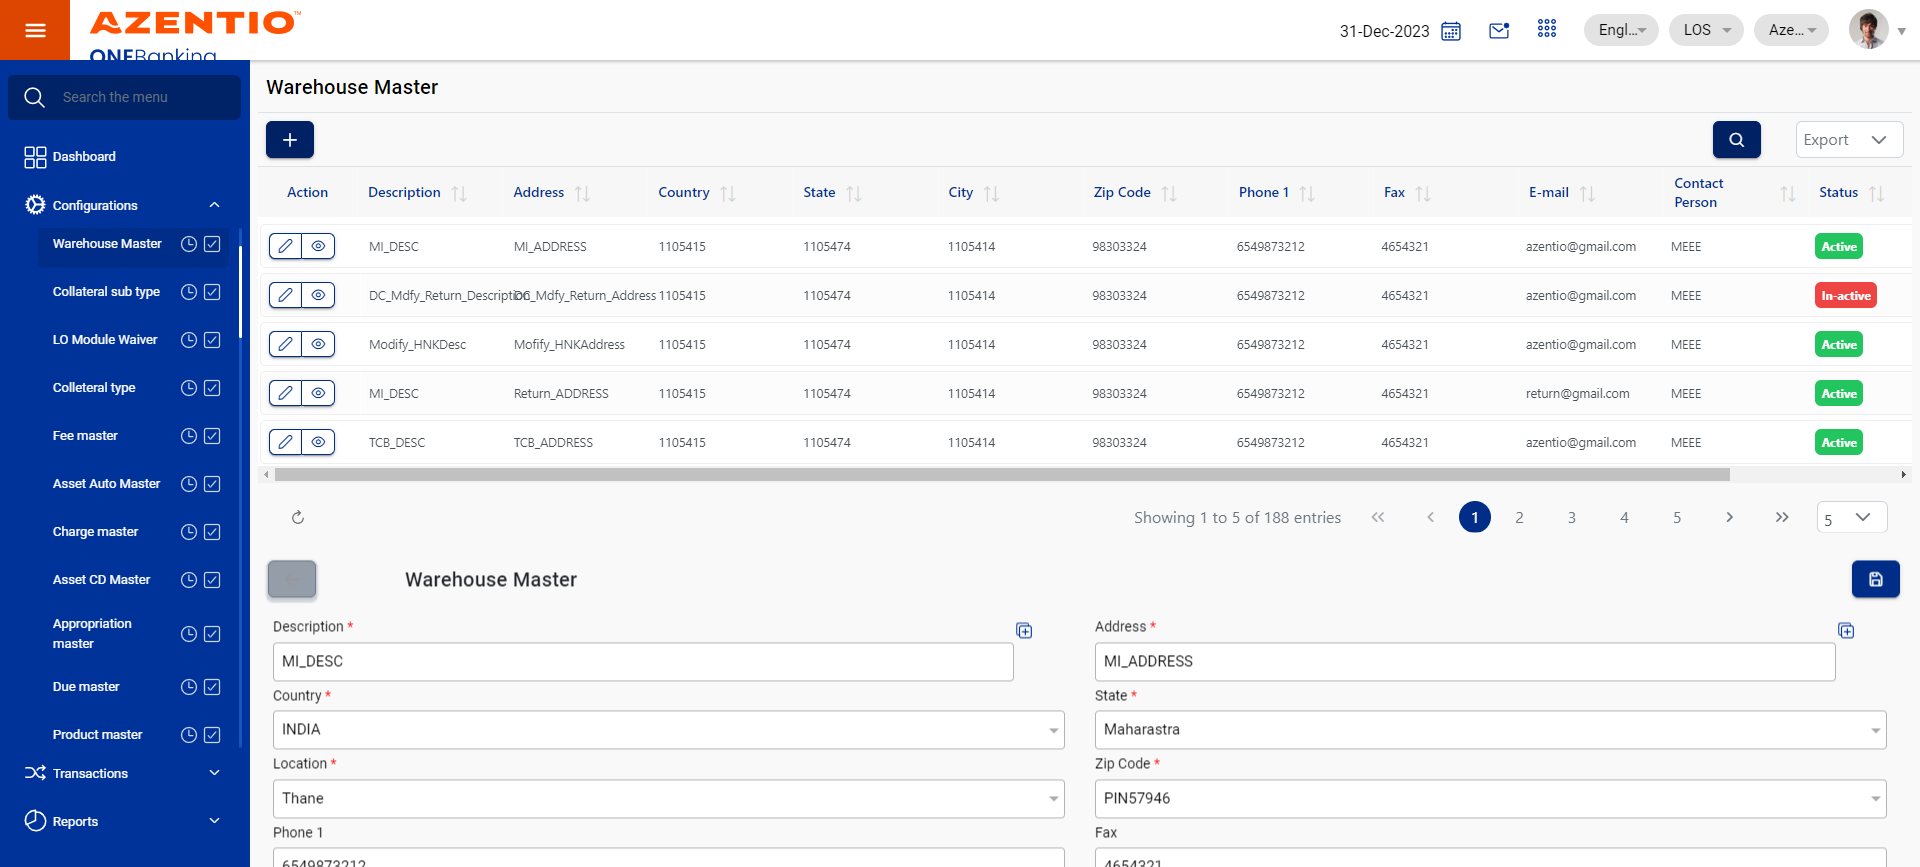 AZENTIO™
ONEBanking
31-Dec-2023
Engl...
LOS
Aze...
Search the menu
Dashboard
Configurations
Warehouse Master
Collateral sub type
LO Module Waiver
Colleteral type
Fee master
Asset Auto Master
Charge master
Asset CD Master
Appropriation
master
Due master
Product master
Transactions
Reports
Warehouse Master
Export
Action Description Address Country State City Zip Code Phone 1 Fax E-mail Contact Person Status
MI_DESC MI_ADDRESS 1105415 1105474 1105414 98303324 6549873212 4654321 azentio@gmail.com MEEE Active
DC_Mdfy_Return_Description DC_Mdfy_Return_Address 1105415 1105474 1105414 98303324 6549873212 4654321 azentio@gmail.com MEEE In-active
Modify_HNKDesc Mofify_HNKAddress 1105415 1105474 1105414 98303324 6549873212 4654321 azentio@gmail.com MEEE Active
MI_DESC Return_ADDRESS 1105415 1105474 1105414 98303324 6549873212 4654321 return@gmail.com MEEE Active
TCB_DESC TCB_ADDRESS 1105415 1105474 1105414 98303324 6549873212 4654321 azentio@gmail.com MEEE Active
Showing 1 to 5 of 188 entries 1 2 3 4 5 5
Warehouse Master
Description * Address *
MI_DESC MI_ADDRESS
Country * State *
INDIA Maharastra
Location * Zip Code *
Thane PIN57946
Phone 1 Fax
6549873212 4654321